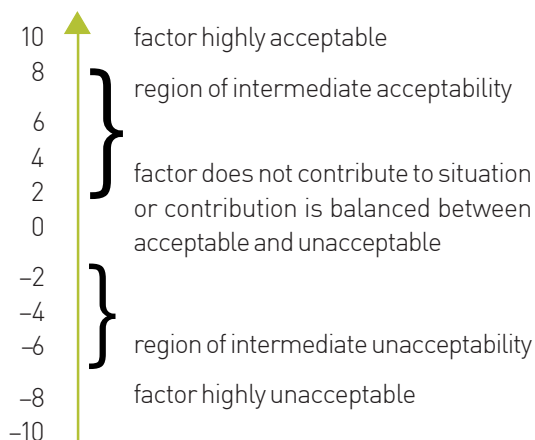 10 factor highly acceptable
8
region of intermediate acceptability
6
4
factor does not contribute to situation
2
or contribution is balanced between
0
acceptable and unacceptable
–2
–4
–6 region of intermediate unacceptability
–8 factor highly unacceptable
–10